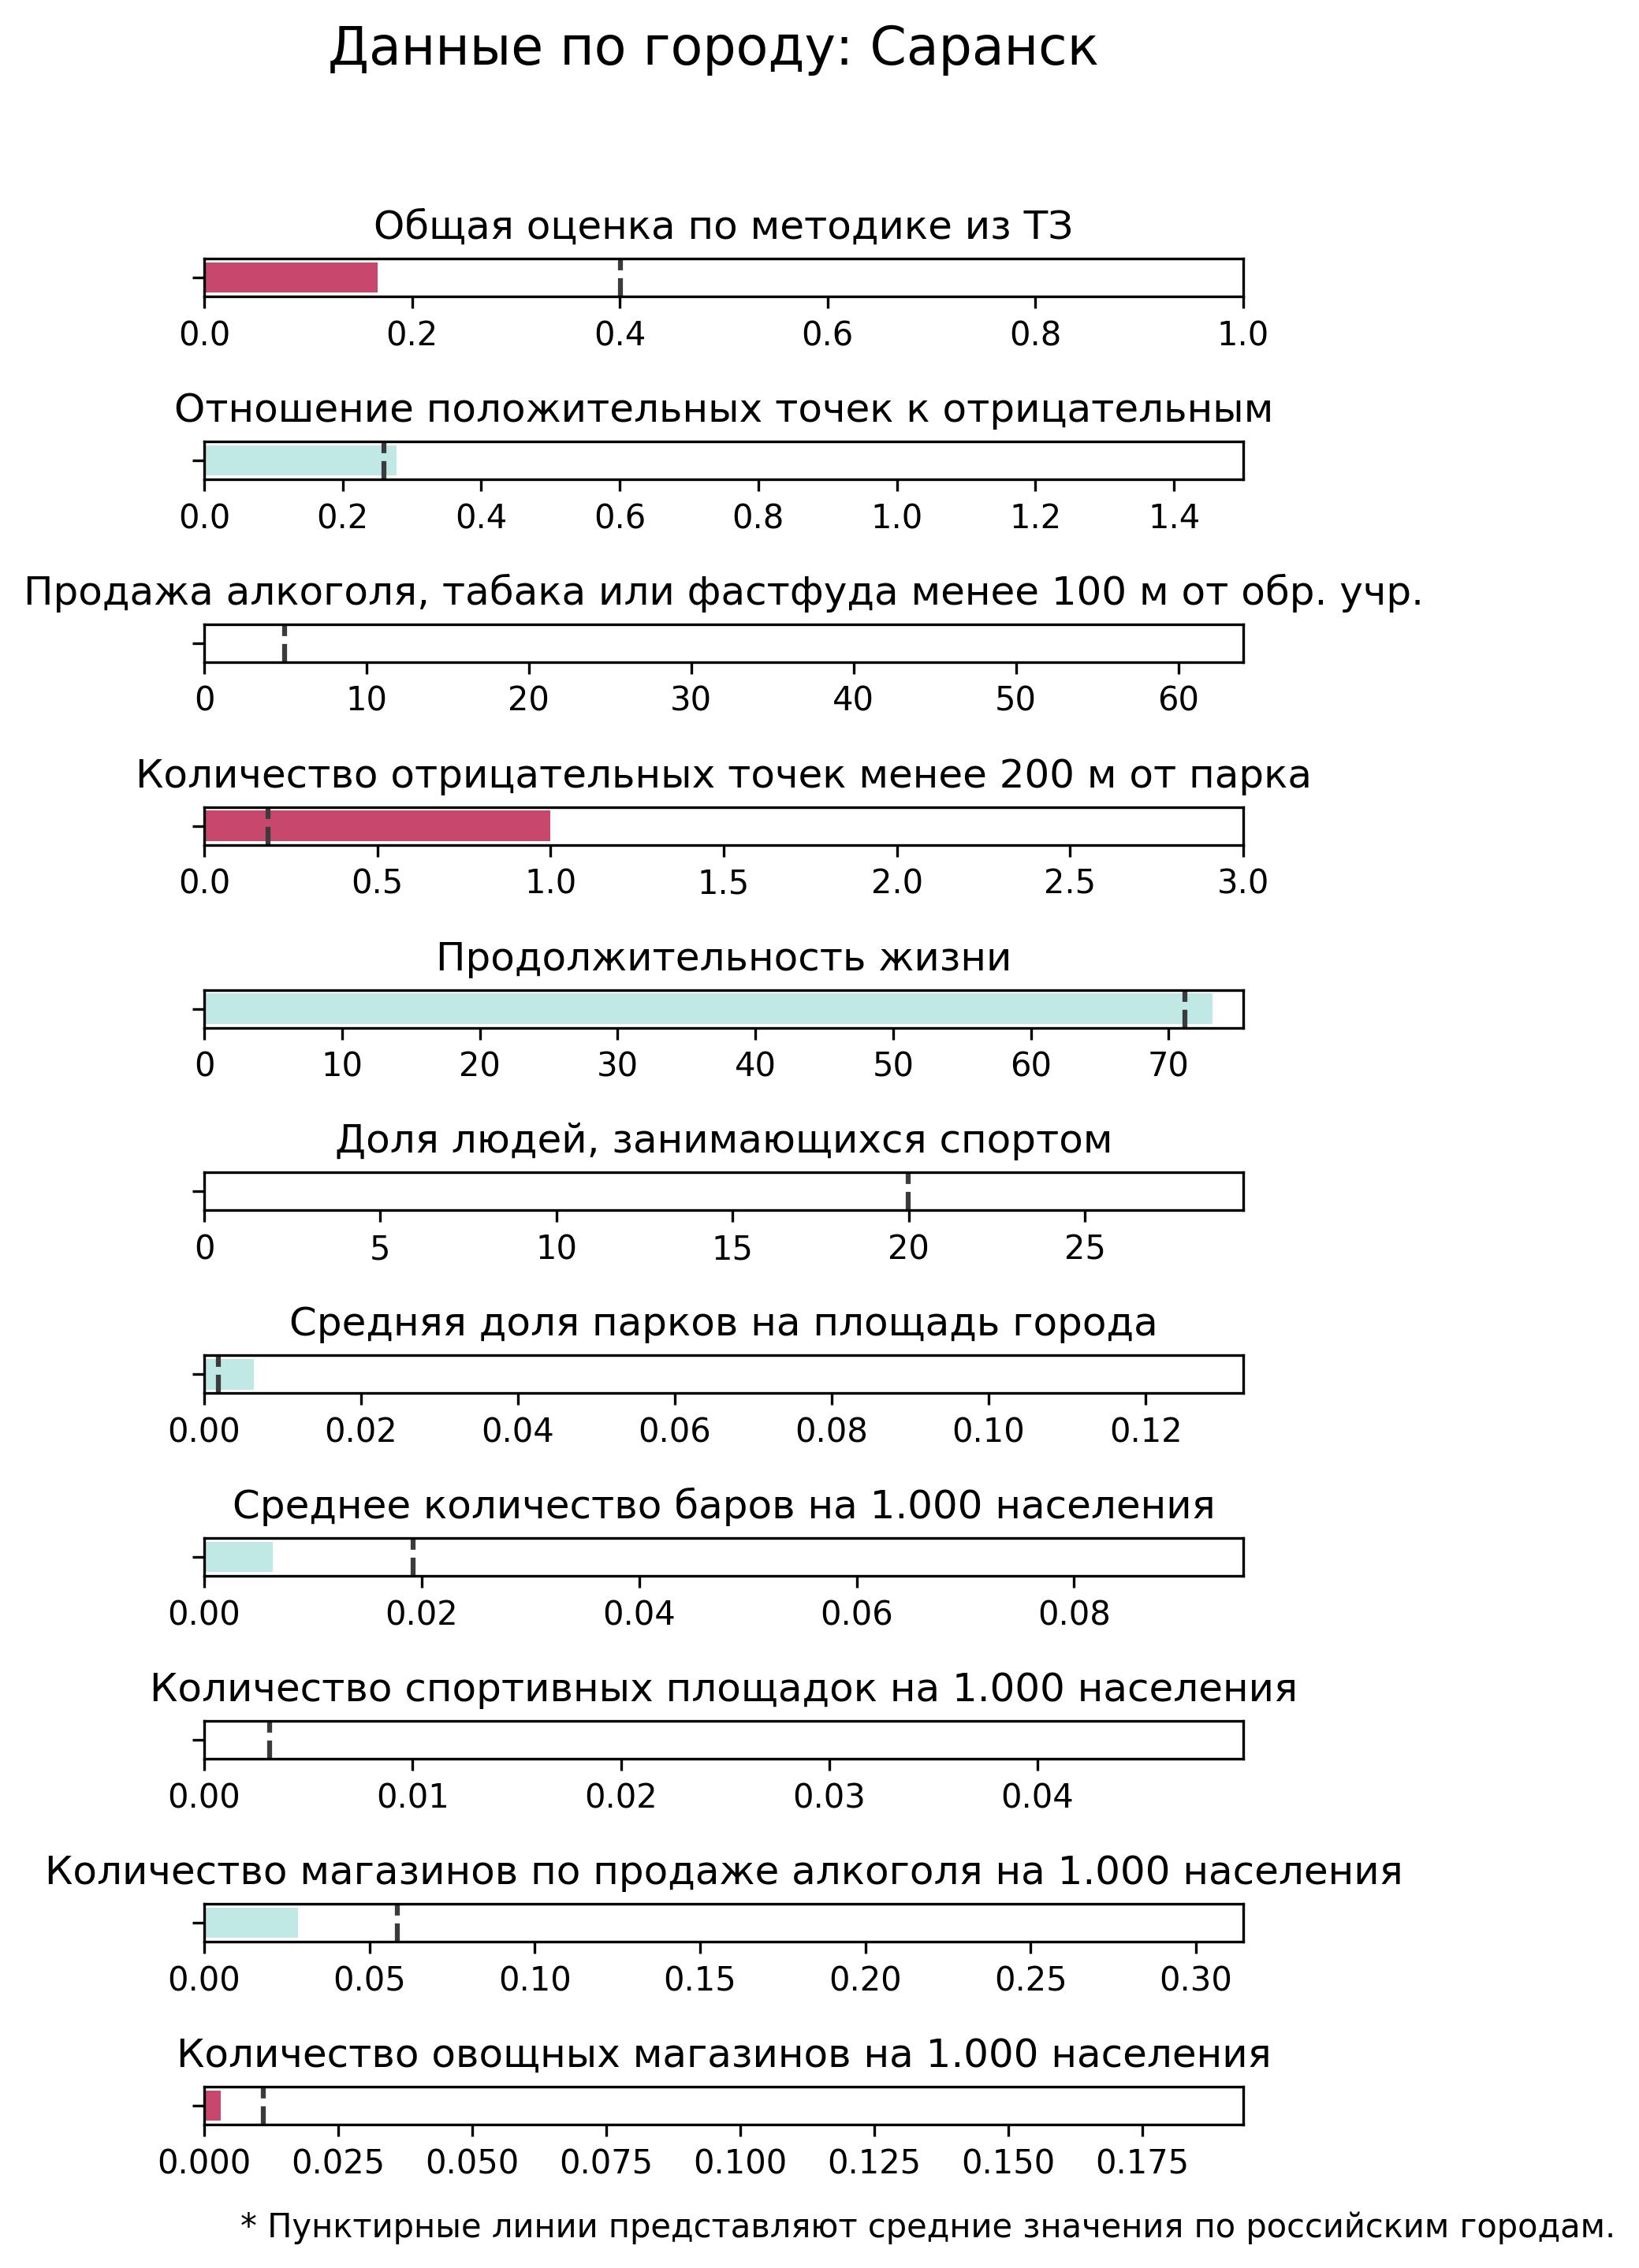 Данные по городу: Саранск
Общая оценка по методике из ТЗ
0.0 0.2 0.4 0.6 0.8 1.0
Отношение положительных точек к отрицательным
0.0 0.2 0.4 0.6 0.8 1.0 1.2 1.4
Продажа алкоголя, табака или фастфуда менее 100 м от обр. учр.
0 10 20 30 40 50 60
Количество отрицательных точек менее 200 м от парка
0.0 0.5 1.0 1.5 2.0 2.5 3.0
Продолжительность жизни
0 10 20 30 40 50 60 70
Доля людей, занимающихся спортом
0 5 10 15 20 25
Средняя доля парков на площадь города
0.00 0.02 0.04 0.06 0.08 0.10 0.12
Среднее количество баров на 1.000 населения
0.00 0.02 0.04 0.06 0.08
Количество спортивных площадок на 1.000 населения
0.00 0.01 0.02 0.03 0.04
Количество магазинов по продаже алкоголя на 1.000 населения
0.00 0.05 0.10 0.15 0.20 0.25 0.30
Количество овощных магазинов на 1.000 населения
0.000 0.025 0.050 0.075 0.100 0.125 0.150 0.175
* Пунктирные линии представляют средние значения по российским городам.